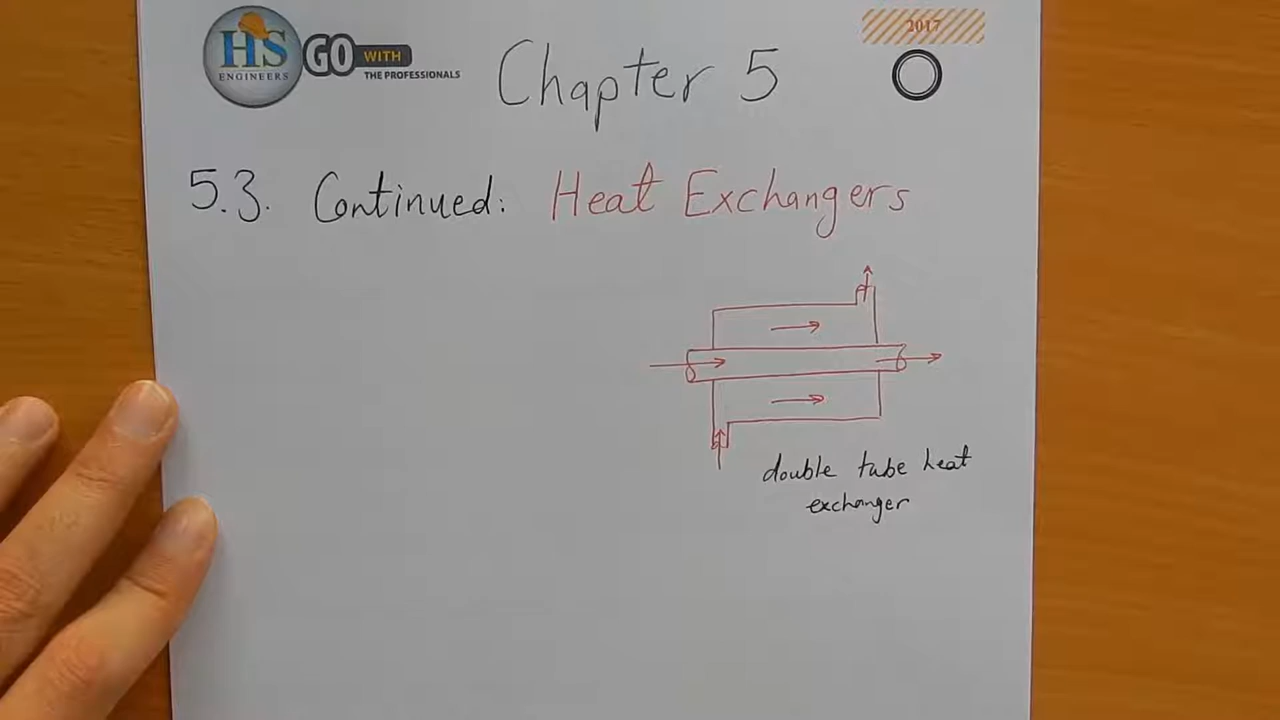 HS
ENGINEERS
GO WITH
THE PROFESSIONALS
2017
Chapter 5
5.3. Continued: Heat Exchangers
double tube heat
exchanger